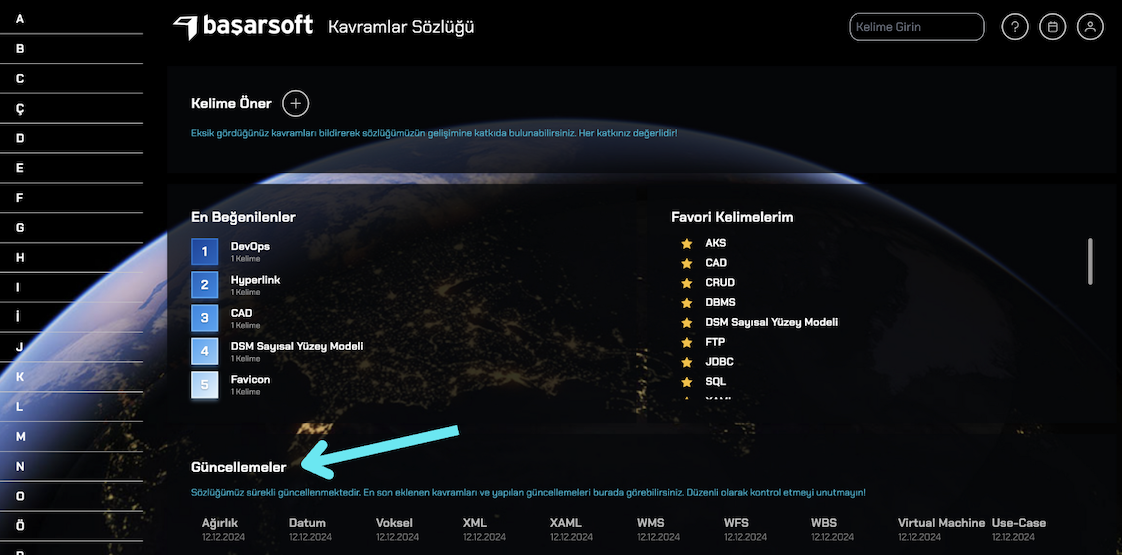 A
B
C
Ç
D
E
F
G
H
I
İ
J
K
L
M
N
O
Ö
başarsoft Kavramlar Sözlüğü
Kelime Girin
?
Kelime Öner
Eksik gördüğünüz kavramları bildirerek sözlüğümüzün gelişimine katkıda bulunabilirsiniz. Her katkınız değerlidir!
En Beğenilenler
1 DevOps
1 Kelime
2 Hyperlink
1 Kelime
3 CAD
1 Kelime
4 DSM Sayısal Yüzey Modeli
1 Kelime
5 Favicon
1 Kelime
Favori Kelimelerim
AKS
CAD
CRUD
DBMS
DSM Sayısal Yüzey Modeli
FTP
JDBC
SQL
Güncellemeler
Sözlüğümüz sürekli güncellenmektedir. En son eklenen kavramları ve yapılan güncellemeleri burada görebilirsiniz. Düzenli olarak kontrol etmeyi unutmayın!
Ağırlık Datum Voksel XML XAML WMS WFS WBS Virtual Machine Use-Case
12.12.2024 12.12.2024 12.12.2024 12.12.2024 12.12.2024 12.12.2024 12.12.2024 12.12.2024 12.12.2024 12.12.2024